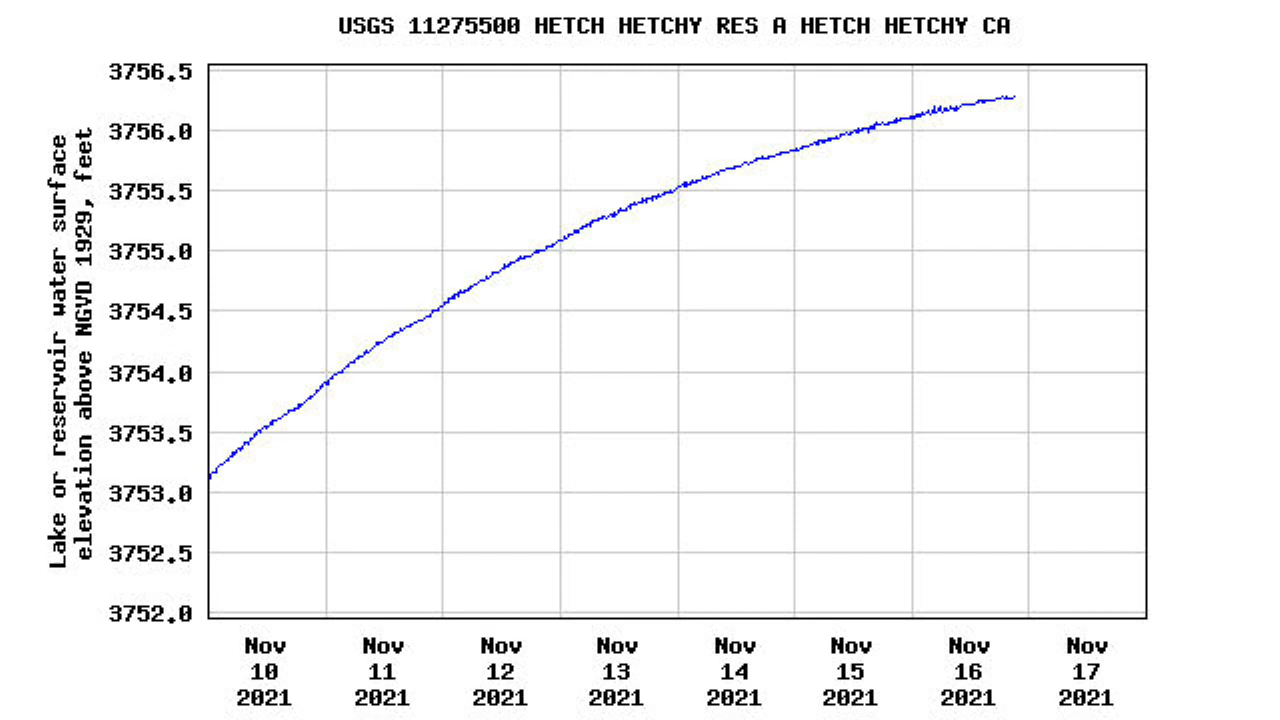 USGS 11275500 HETCH HETCHY RES A HETCH HETCHY CA
Lake or reservoir water surface
elevation above NGVD 1929, feet
3756.5
3756.0
3755.5
3755.0
3754.5
3754.0
3753.5
3753.0
3752.5
3752.0
Nov Nov Nov Nov Nov Nov Nov Nov
10 11 12 13 14 15 16 17
2021 2021 2021 2021 2021 2021 2021 2021